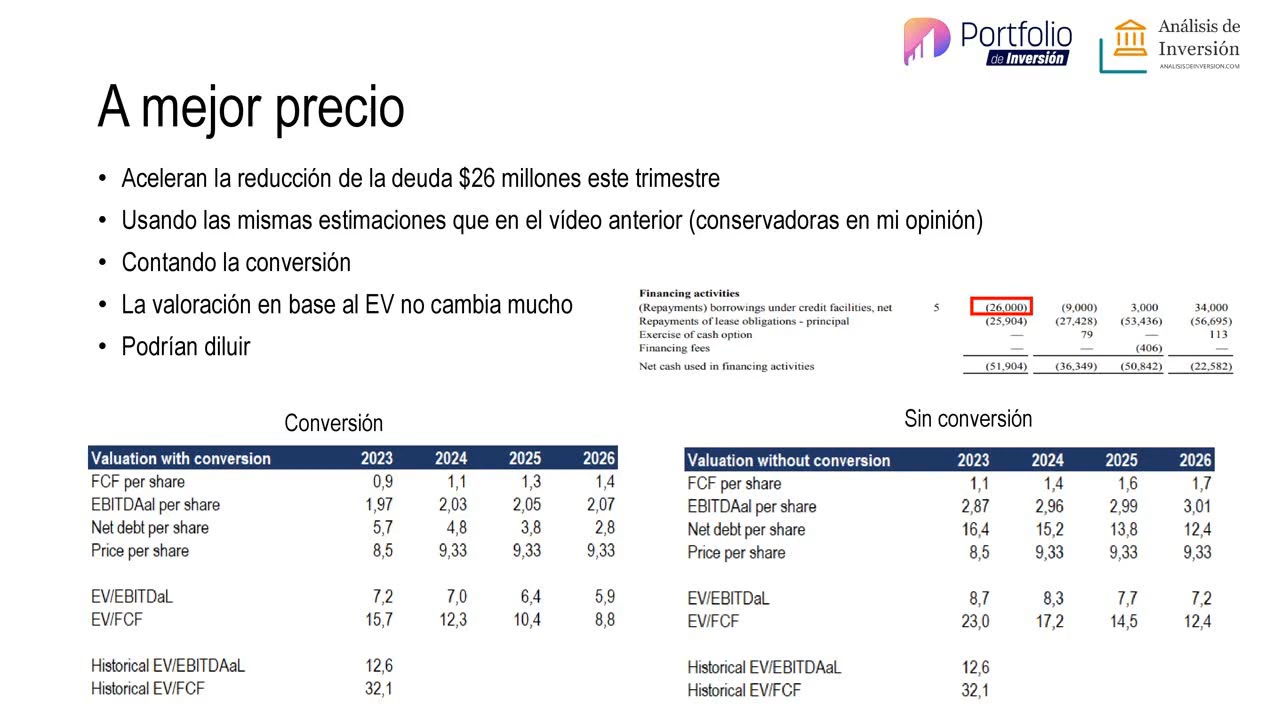 Portfolio
de Inversión
Análisis de
Inversión
ANALISISDEINVERSION.COM
A mejor precio
• Aceleran la reducción de la deuda $26 millones este trimestre
• Usando las mismas estimaciones que en el vídeo anterior (conservadoras en mi opinión)
• Contando la conversión
• La valoración en base al EV no cambia mucho
• Podrían diluir
Financing activities
(Repayments) borrowings under credit facilities, net 5 (26,000) (9,000) 3,000 34,000
Repayments of lease obligations - principal (25,904) (27,428) (53,436) (56,695)
Exercise of cash option — 79 — 113
Financing fees — — (406) —
Net cash used in financing activities (51,904) (36,349) (50,842) (22,582)
Conversión
Valuation with conversion 2023 2024 2025 2026
FCF per share 0,9 1,1 1,3 1,4
EBITDAal per share 1,97 2,03 2,05 2,07
Net debt per share 5,7 4,8 3,8 2,8
Price per share 8,5 9,33 9,33 9,33
EV/EBITDaL 7,2 7,0 6,4 5,9
EV/FCF 15,7 12,3 10,4 8,8
Historical EV/EBITDAaL 12,6
Historical EV/FCF 32,1
Sin conversión
Valuation without conversion 2023 2024 2025 2026
FCF per share 1,1 1,4 1,6 1,7
EBITDAal per share 2,87 2,96 2,99 3,01
Net debt per share 16,4 15,2 13,8 12,4
Price per share 8,5 9,33 9,33 9,33
EV/EBITDaL 8,7 8,3 7,7 7,2
EV/FCF 23,0 17,2 14,5 12,4
Historical EV/EBITDAaL 12,6
Historical EV/FCF 32,1